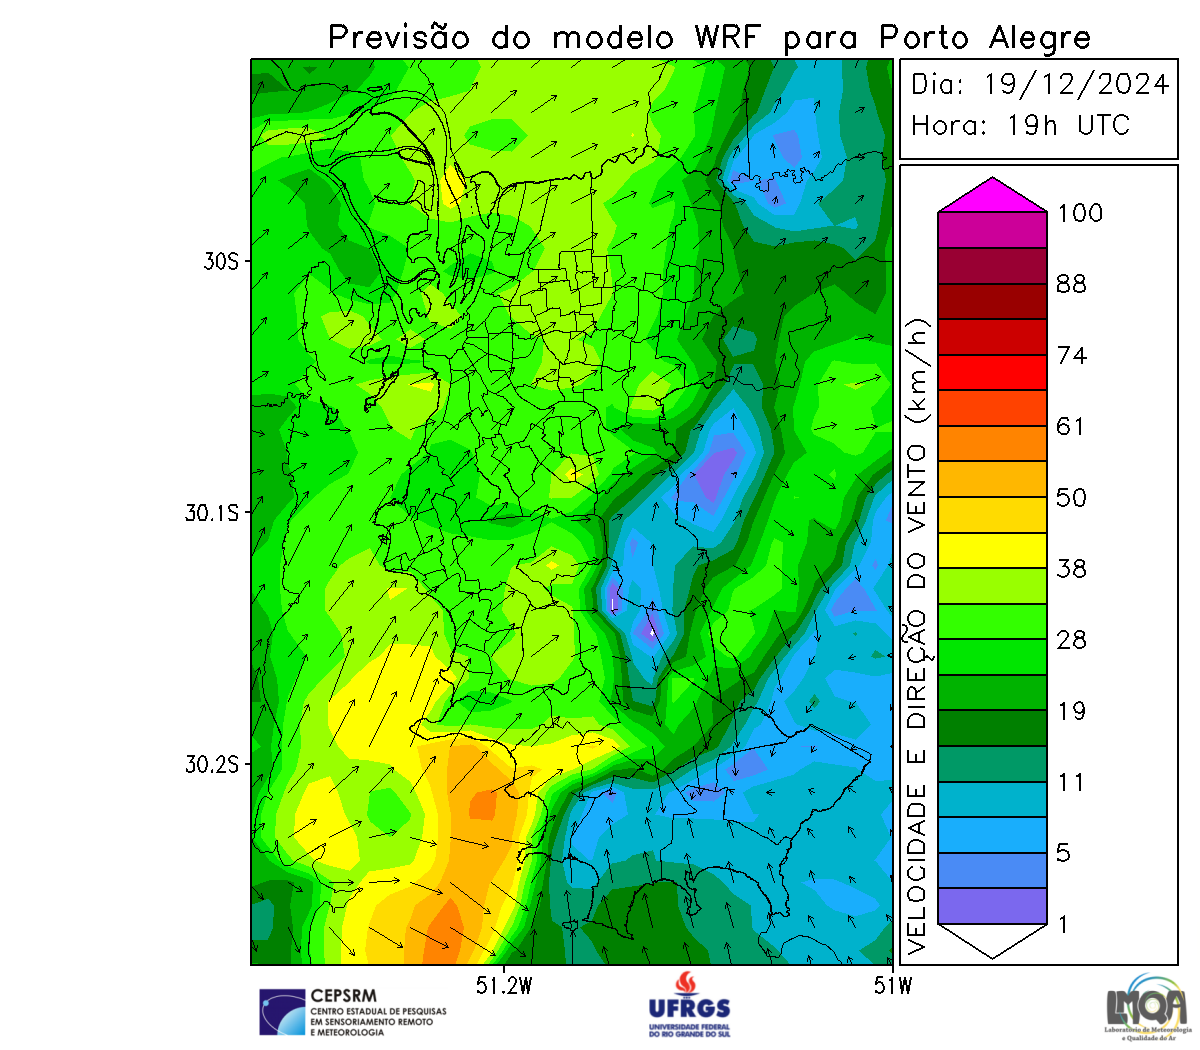 Previsão do modelo WRF para Porto Alegre
Dia: 19/12/2024
Hora: 19h UTC
100
88
74
61
50
38
28
19
11
5
1
VELOCIDADE E DIREÇÃO DO VENTO (km/h)
30S
30.1S
30.2S
51.2W
51W
CEPSRM
CENTRO ESTADUAL DE PESQUISAS
EM SENSORIAMENTO REMOTO
E METEOROLOGIA
UFRGS
UNIVERSIDADE FEDERAL
DO RIO GRANDE DO SUL
LMQA
Laboratório de Meteorologia
e Qualidade do Ar